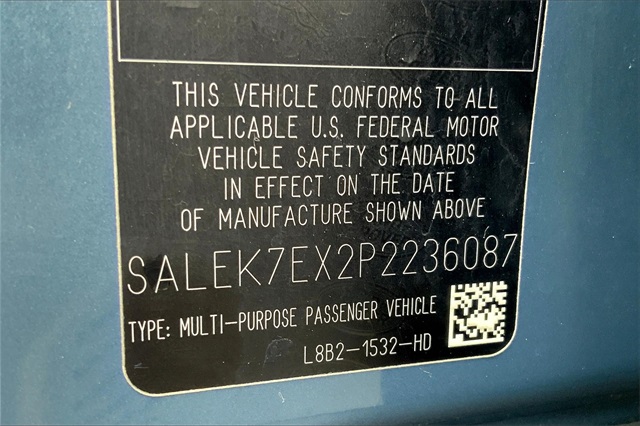 THIS VEHICLE CONFORMS TO ALL
APPLICABLE U.S. FEDERAL MOTOR
VEHICLE SAFETY STANDARDS
IN EFFECT ON THE DATE
OF MANUFACTURE SHOWN ABOVE
SALEK7EX2P2236087
TYPE: MULTI-PURPOSE PASSENGER VEHICLE
L8B2-1532-HD